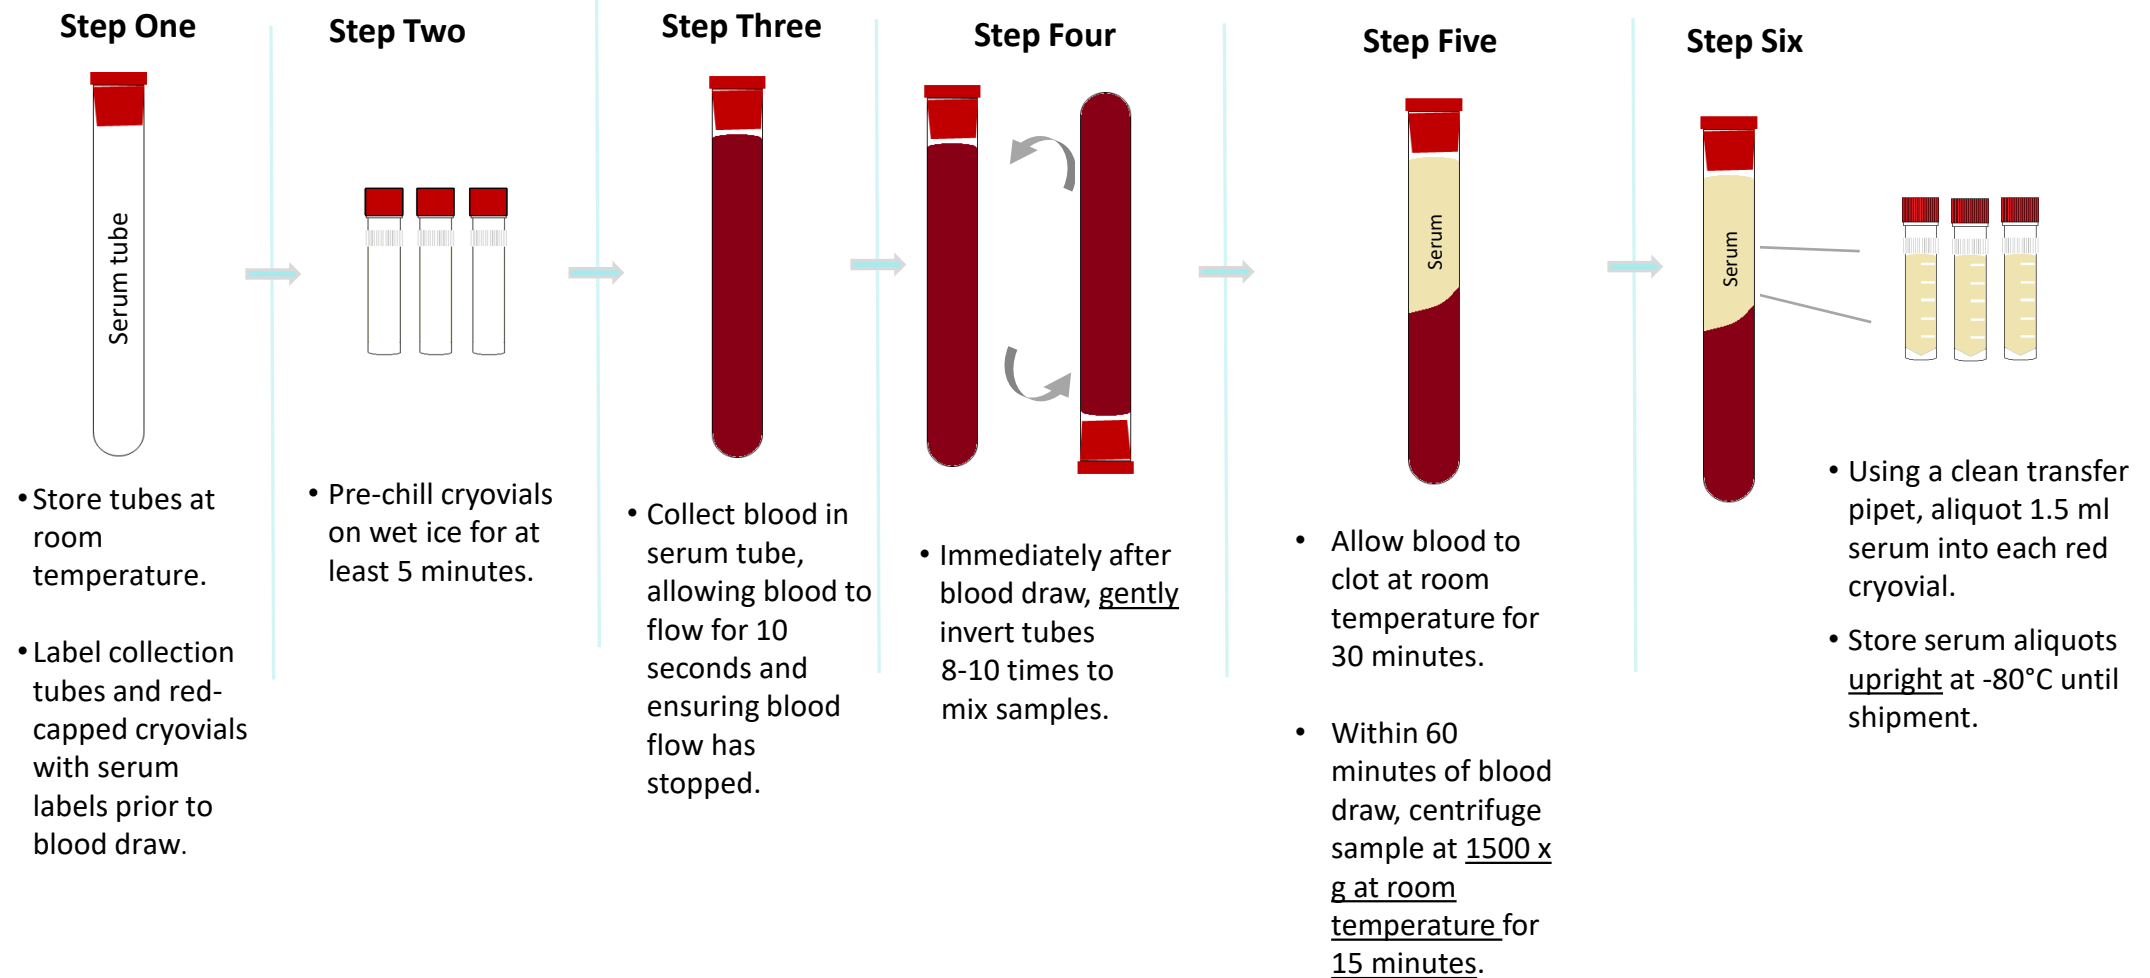 Step One
Serum tube
• Store tubes at
room
temperature.
• Label collection
tubes and red-
capped cryovials
with serum
labels prior to
blood draw.
Step Two
• Pre-chill cryovials
on wet ice for at
least 5 minutes.
Step Three
• Collect blood in
serum tube,
allowing blood to
flow for 10
seconds and
ensuring blood
flow has
stopped.
Step Four
• Immediately after
blood draw, gently
invert tubes
8-10 times to
mix samples.
Step Five
Serum
• Allow blood to
clot at room
temperature for
30 minutes.
• Within 60
minutes of blood
draw, centrifuge
sample at 1500 x
g at room
temperature for
15 minutes.
Step Six
Serum
• Using a clean transfer
pipet, aliquot 1.5 ml
serum into each red
cryovial.
• Store serum aliquots
upright at -80°C until
shipment.